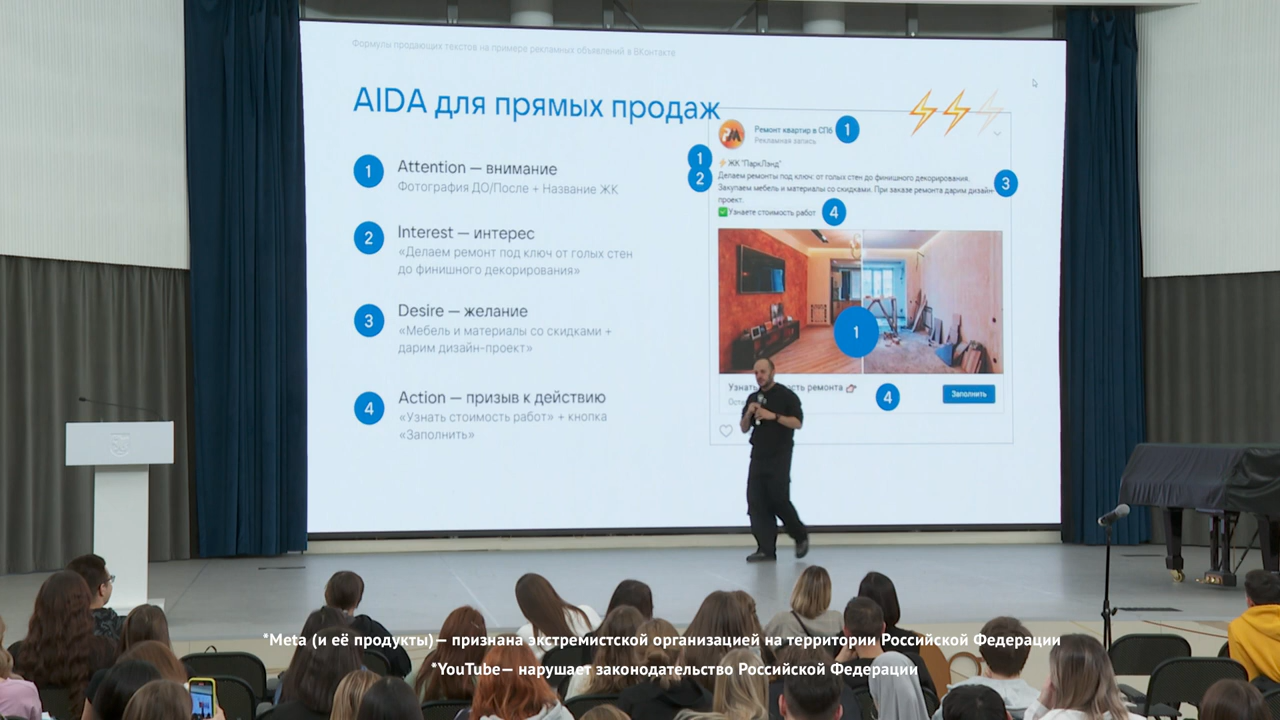 Формулы продающих текстов на примере рекламных объявлений в ВКонтакте
AIDA для прямых продаж
1
Attention — внимание
Фотография ДО/После + Название ЖК
2
Interest — интерес
«Делаем ремонт под ключ от голых стен
до финишного декорирования»
3
Desire — желание
«Мебель и материалы со скидками +
дарим дизайн-проект»
4
Action — призыв к действию
«Узнать стоимость работ» + кнопка
«Заполнить»
Ремонт квартир в СПб
1
Рекламная запись
1
ЖК "ПаркЛэнд"
2
Делаем ремонты под ключ: от голых стен до финишного декорирования.
Закупаем мебель и материалы со скидками. При заказе ремонта дарим дизайн-
3
проект.
Узнаете стоимость работ
4
1
Узнать ремонта
4
Заполнить
*Meta (и её продукты)— признана экстремистской организацией на территории Российской Федерации
*YouTube— нарушает законодательство Российской Федерации